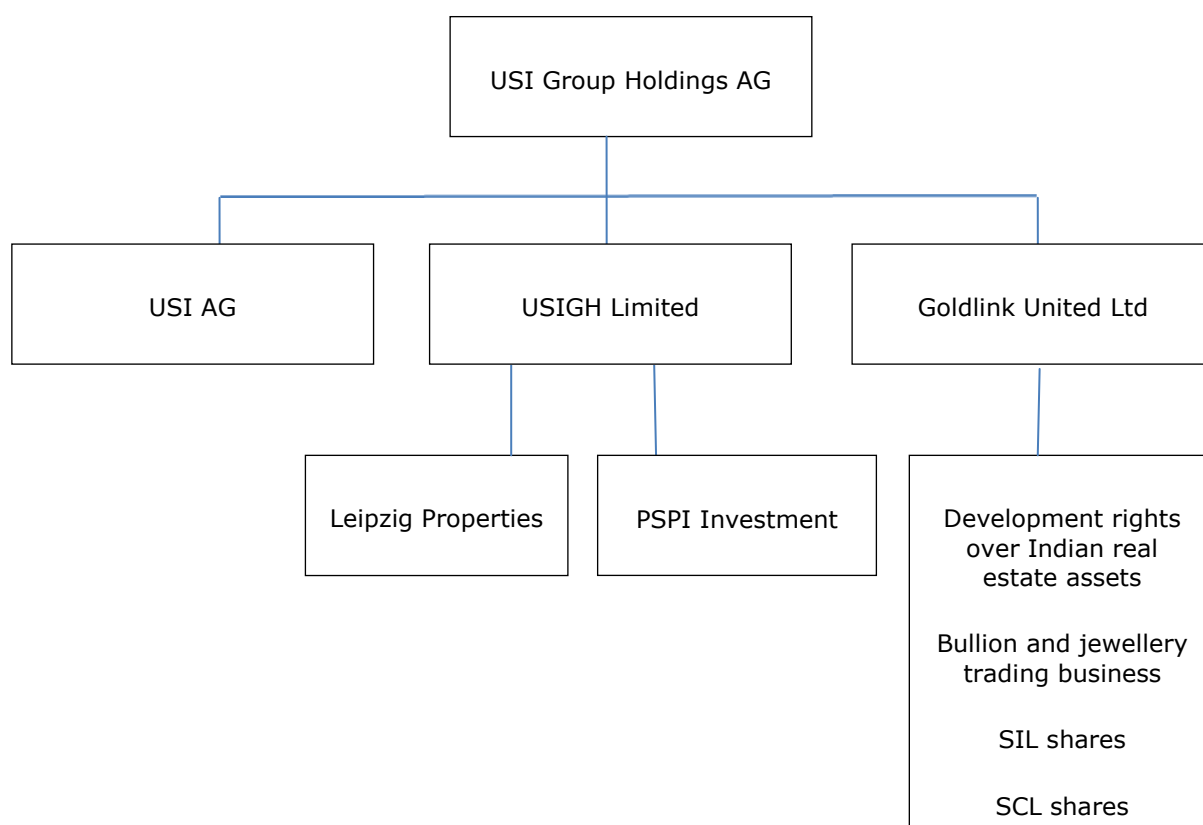 USI Group Holdings AG
USI AG
USIGH Limited
Goldlink United Ltd
Leipzig Properties
PSPI Investment
Development rights
over Indian real
estate assets
Bullion and jewellery
trading business
SIL shares
SCL shares